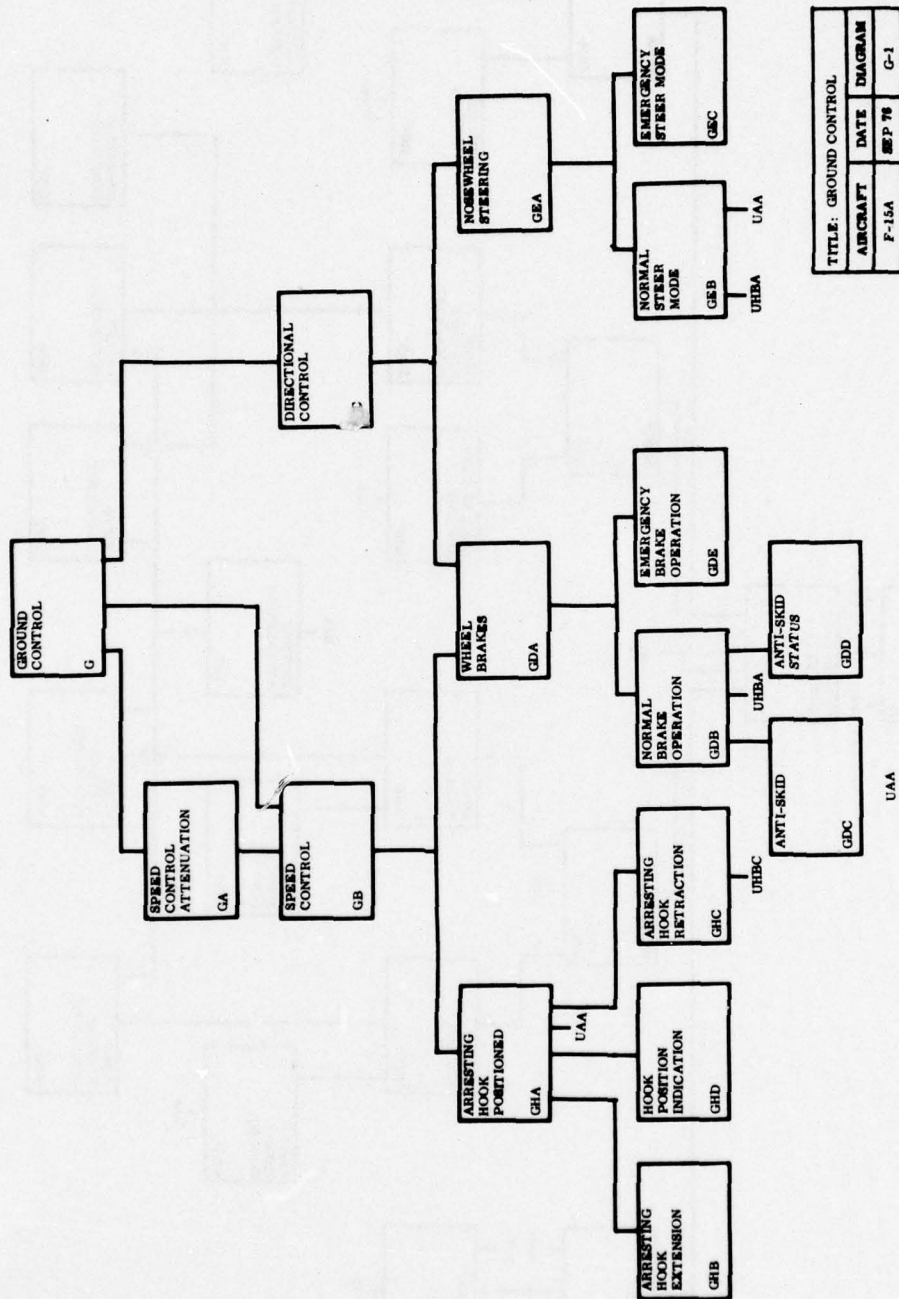 GROUND
CONTROL
G
SPEED
CONTROL
ATTENUATION
GA
SPEED
CONTROL
GB
DIRECTIONAL
CONTROL
C
ARRESTING
HOOK
POSITIONED
GHA
UAA
WHEEL
BRAKES
GDA
NOSEWHEEL
STEERING
GEA
ARRESTING
HOOK
EXTENSION
GHB
HOOK
POSITION
INDICATION
GHD
ARRESTING
HOOK
RETRACTION
GHC
UHBC
NORMAL
BRAKE
OPERATION
GDB
UHBA
EMERGENCY
BRAKE
OPERATION
GDE
NORMAL
STEER
MODE
GEB
UHBA
UAA
EMERGENCY
STEER MODE
GEC
ANTI-SKID
GDC
UAA
ANTI-SKID
STATUS
GDD
TITLE: GROUND CONTROL
AIRCRAFT DATE DIAGRAM
F-15A SEP 78 G-1